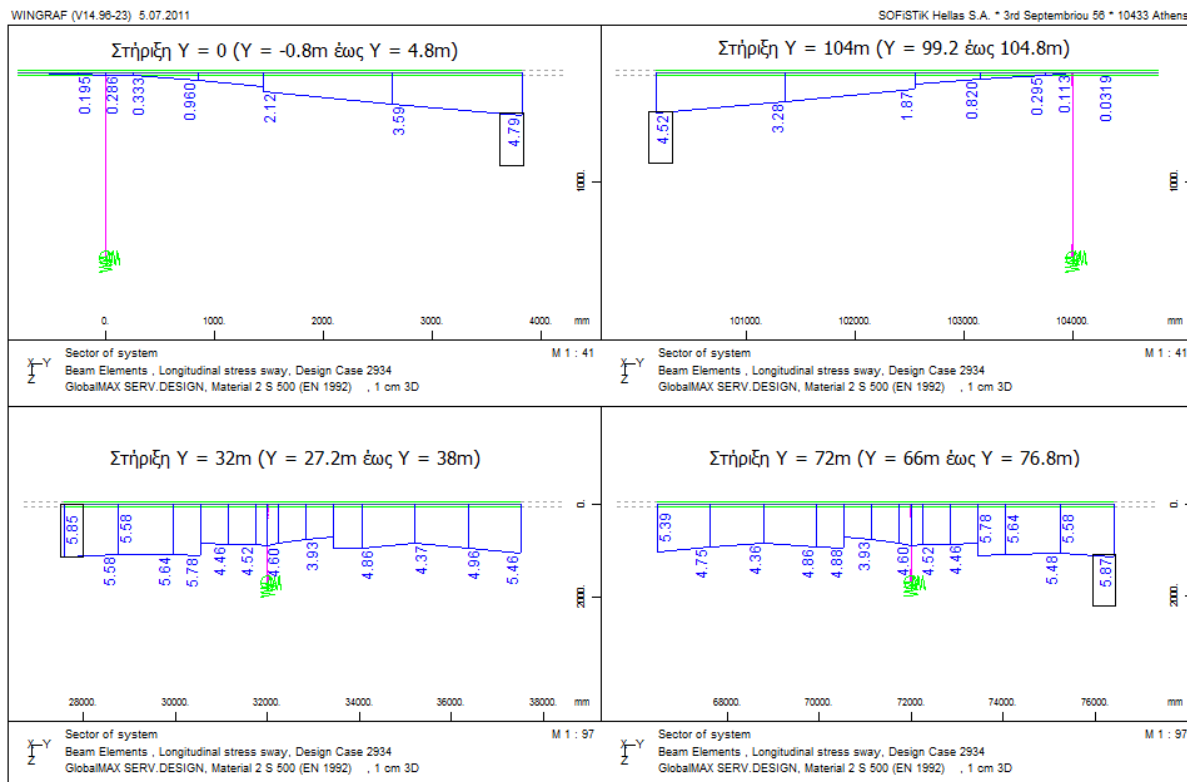 WINGRAF (V14.96-23) 5.07.2011
SOFiSTiK Hellas S.A. * 3rd Septembriou 56 * 10433 Athens
Στήριξη Y = 0 (Y = -0.8m έως Y = 4.8m)
0.195
0.286
0.333
0.960
2.12
3.59
4.79
1000.
0.
1000.
2000.
3000.
4000.
mm
X Y
Z
Sector of system
M 1 : 41
Beam Elements , Longitudinal stress sway, Design Case 2934
GlobalMAX SERV.DESIGN, Material 2 S 500 (EN 1992) , 1 cm 3D
Στήριξη Y = 104m (Y = 99.2 έως Y = 104.8m)
4.52
3.28
1.87
0.820
0.295
0.113
0.0319
1000.
101000.
102000.
103000.
104000.
mm
X Y
Z
Sector of system
M 1 : 41
Beam Elements , Longitudinal stress sway, Design Case 2934
GlobalMAX SERV.DESIGN, Material 2 S 500 (EN 1992) , 1 cm 3D
Στήριξη Y = 32m (Y = 27.2m έως Y = 38m)
5.85
5.58
5.58
5.64
5.78
4.46
4.52
4.60
3.93
4.86
4.37
4.96
5.46
0.
2000.
28000.
30000.
32000.
34000.
36000.
38000.
mm
X Y
Z
Sector of system
M 1 : 97
Beam Elements , Longitudinal stress sway, Design Case 2934
GlobalMAX SERV.DESIGN, Material 2 S 500 (EN 1992) , 1 cm 3D
Στήριξη Y = 72m (Y = 66m έως Y = 76.8m)
5.39
4.75
4.36
4.86
4.88
3.93
4.60
4.52
4.46
5.78
5.64
5.58
5.48
5.87
0.
2000.
68000.
70000.
72000.
74000.
76000.
mm
X Y
Z
Sector of system
M 1 : 97
Beam Elements , Longitudinal stress sway, Design Case 2934
GlobalMAX SERV.DESIGN, Material 2 S 500 (EN 1992) , 1 cm 3D